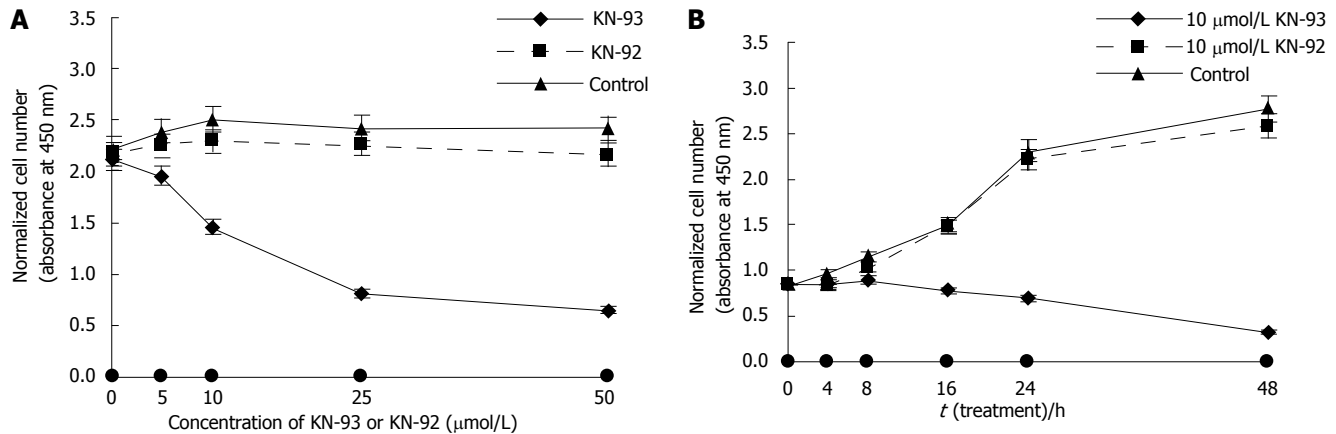 A
Normalized cell number
(absorbance at 450 nm)
3.5
3.0
2.5
2.0
1.5
1.0
0.5
0.0
0 5 10 25 50
Concentration of KN-93 or KN-92 (μmol/L)
KN-93
KN-92
Control
B
Normalized cell number
(absorbance at 450 nm)
3.5
3.0
2.5
2.0
1.5
1.0
0.5
0.0
0 4 8 16 24 48
t (treatment)/h
10 μmol/L KN-93
10 μmol/L KN-92
Control